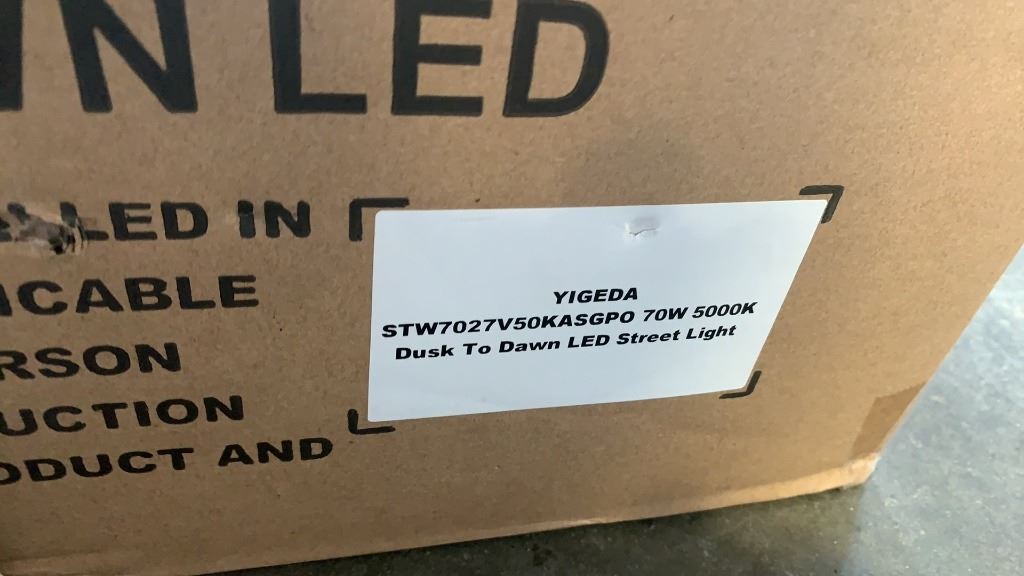 N LED
LED IN
ICABLE
RSON
UCTION
ODUCT AND
YIGEDA
STW7027V50KASGPO 70W 5000K
Dusk To Dawn LED Street Light